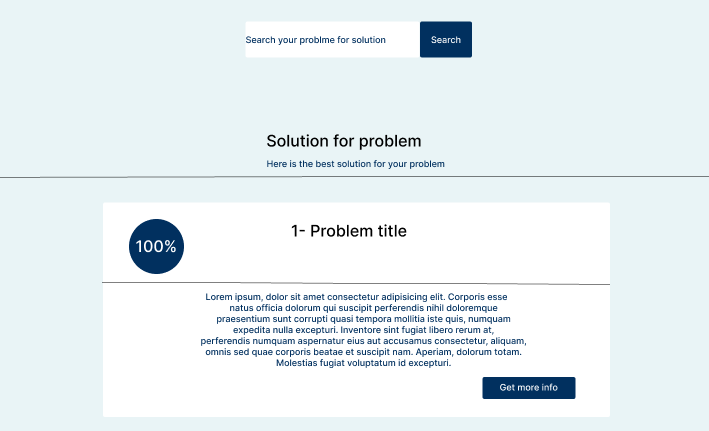 Search your problme for solution
Search
Solution for problem
Here is the best solution for your problem
100%
1- Problem title
Lorem ipsum, dolor sit amet consectetur adipisicing elit. Corporis esse
natus officia dolorum qui suscipit perferendis nihil doloremque
praesentium sunt corrupti quasi tempora mollitia iste quis, numquam
expedita nulla excepturi. Inventore sint fugiat libero rerum at,
perferendis numquam aspernatur eius aut accusamus consectetur, aliquam,
omnis sed quae corporis beatae et suscipit nam. Aperiam, dolorum totam.
Molestias fugiat voluptatum id excepturi.
Get more info